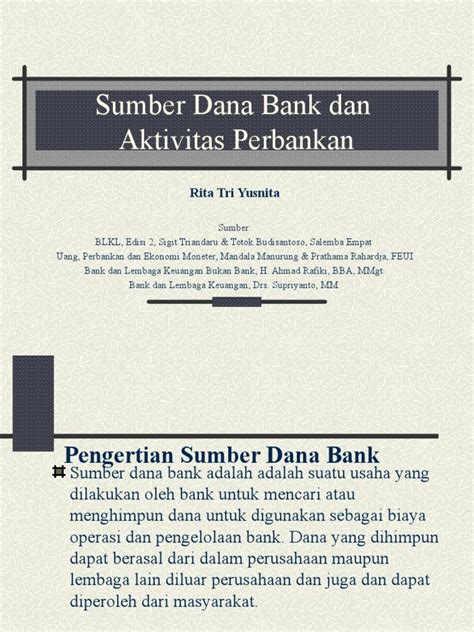 Sumber Dana Bank dan
Aktivitas Perbankan
Rita Tri Yusnita
Sumber
BLKL, Edisi 2, Sigit Triandaru & Totok Budisantoso, Salemba Empat
Uang, Perbankan dan Ekonomi Moneter, Mandala Manurung & Prathama Rahardja, FEUI
Bank dan Lembaga Keuangan Bukan Bank, H. Ahmad Rafiki, BBA, MMgt.
Bank dan Lembaga Keuangan, Drs. Supriyanto, MM
Pengertian Sumber Dana Bank
Sumber dana bank adalah adalah suatu usaha yang
dilakukan oleh bank untuk mencari atau
menghimpun dana untuk digunakan sebagai biaya
operasi dan pengelolaan bank. Dana yang dihimpun
dapat berasal dari dalam perusahaan maupun
lembaga lain diluar perusahaan dan juga dan dapat
diperoleh dari masyarakat.